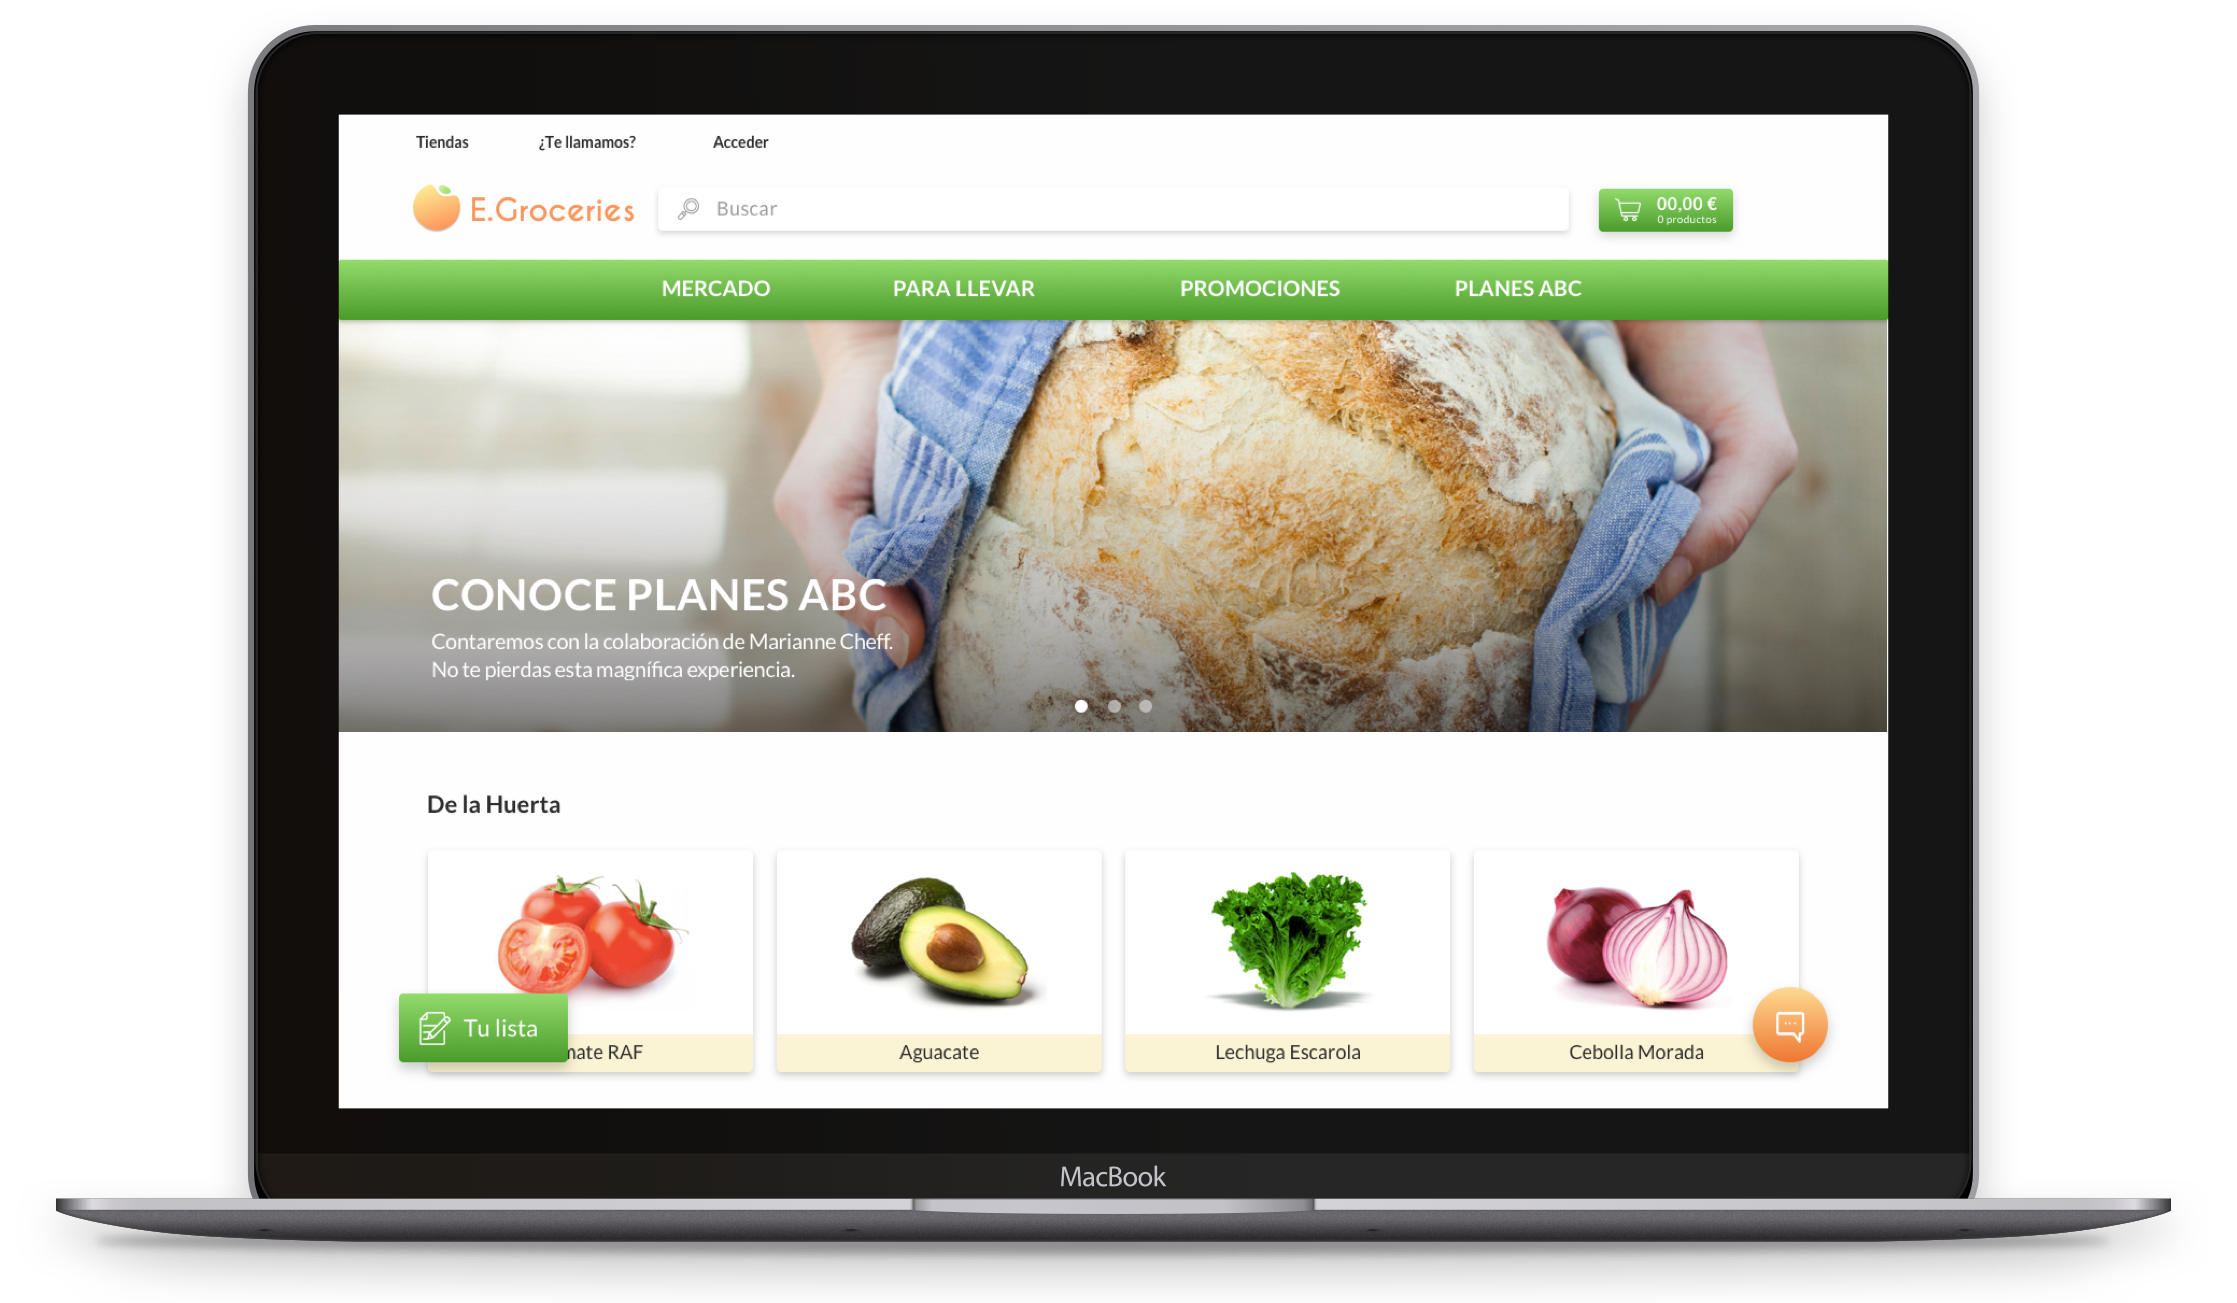 Tiendas ¿Te llamamos? Acceder
E.Groceries
Buscar
00,00 €
0 productos
MERCADO PARA LLEVAR PROMOCIONES PLANES ABC
CONOCE PLANES ABC
Contaremos con la colaboración de Marianne Cheff.
No te pierdas esta magnífica experiencia.
De la Huerta
Tu lista
RAF
Aguacate
Lechuga Escarola
Cebolla Morada
MacBook